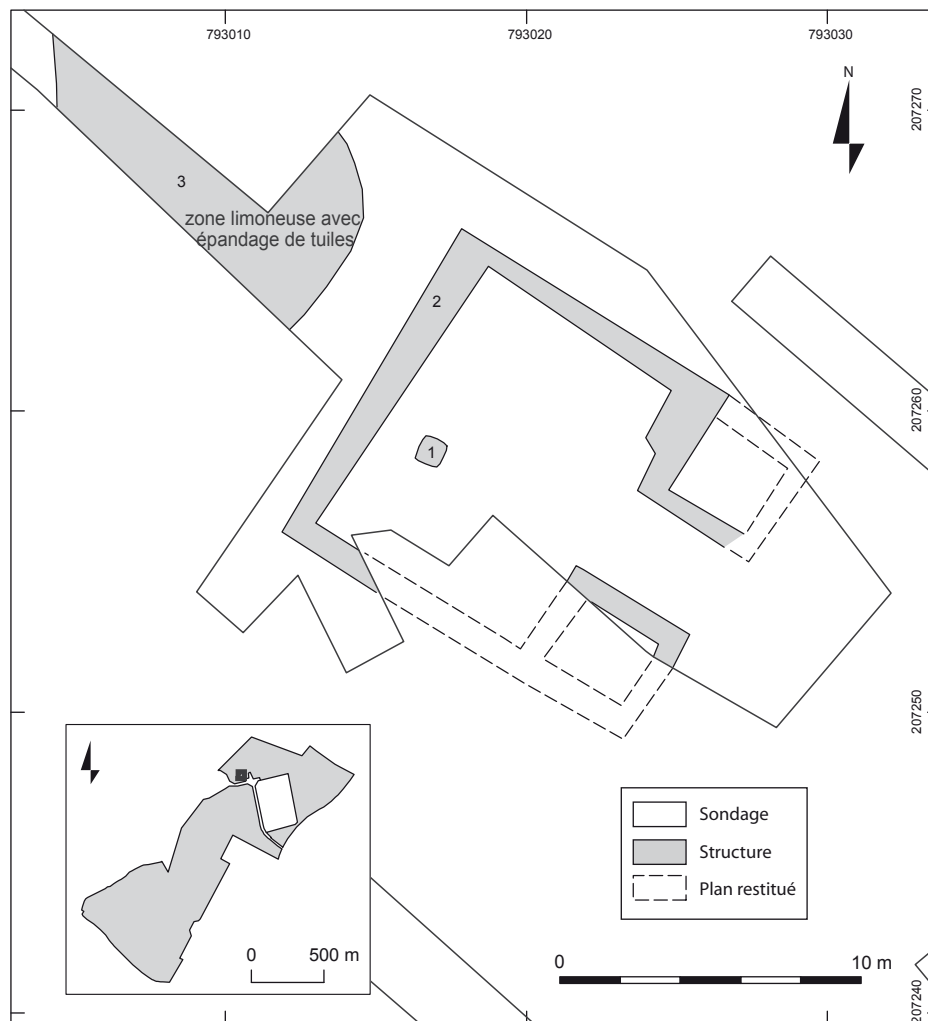 793010
793020
793030
N
207270
3
zone limoneuse avec
épandage de tuiles
2
207260
1
207250
Sondage
Structure
Plan restitué
0
500 m
0
10 m
207240